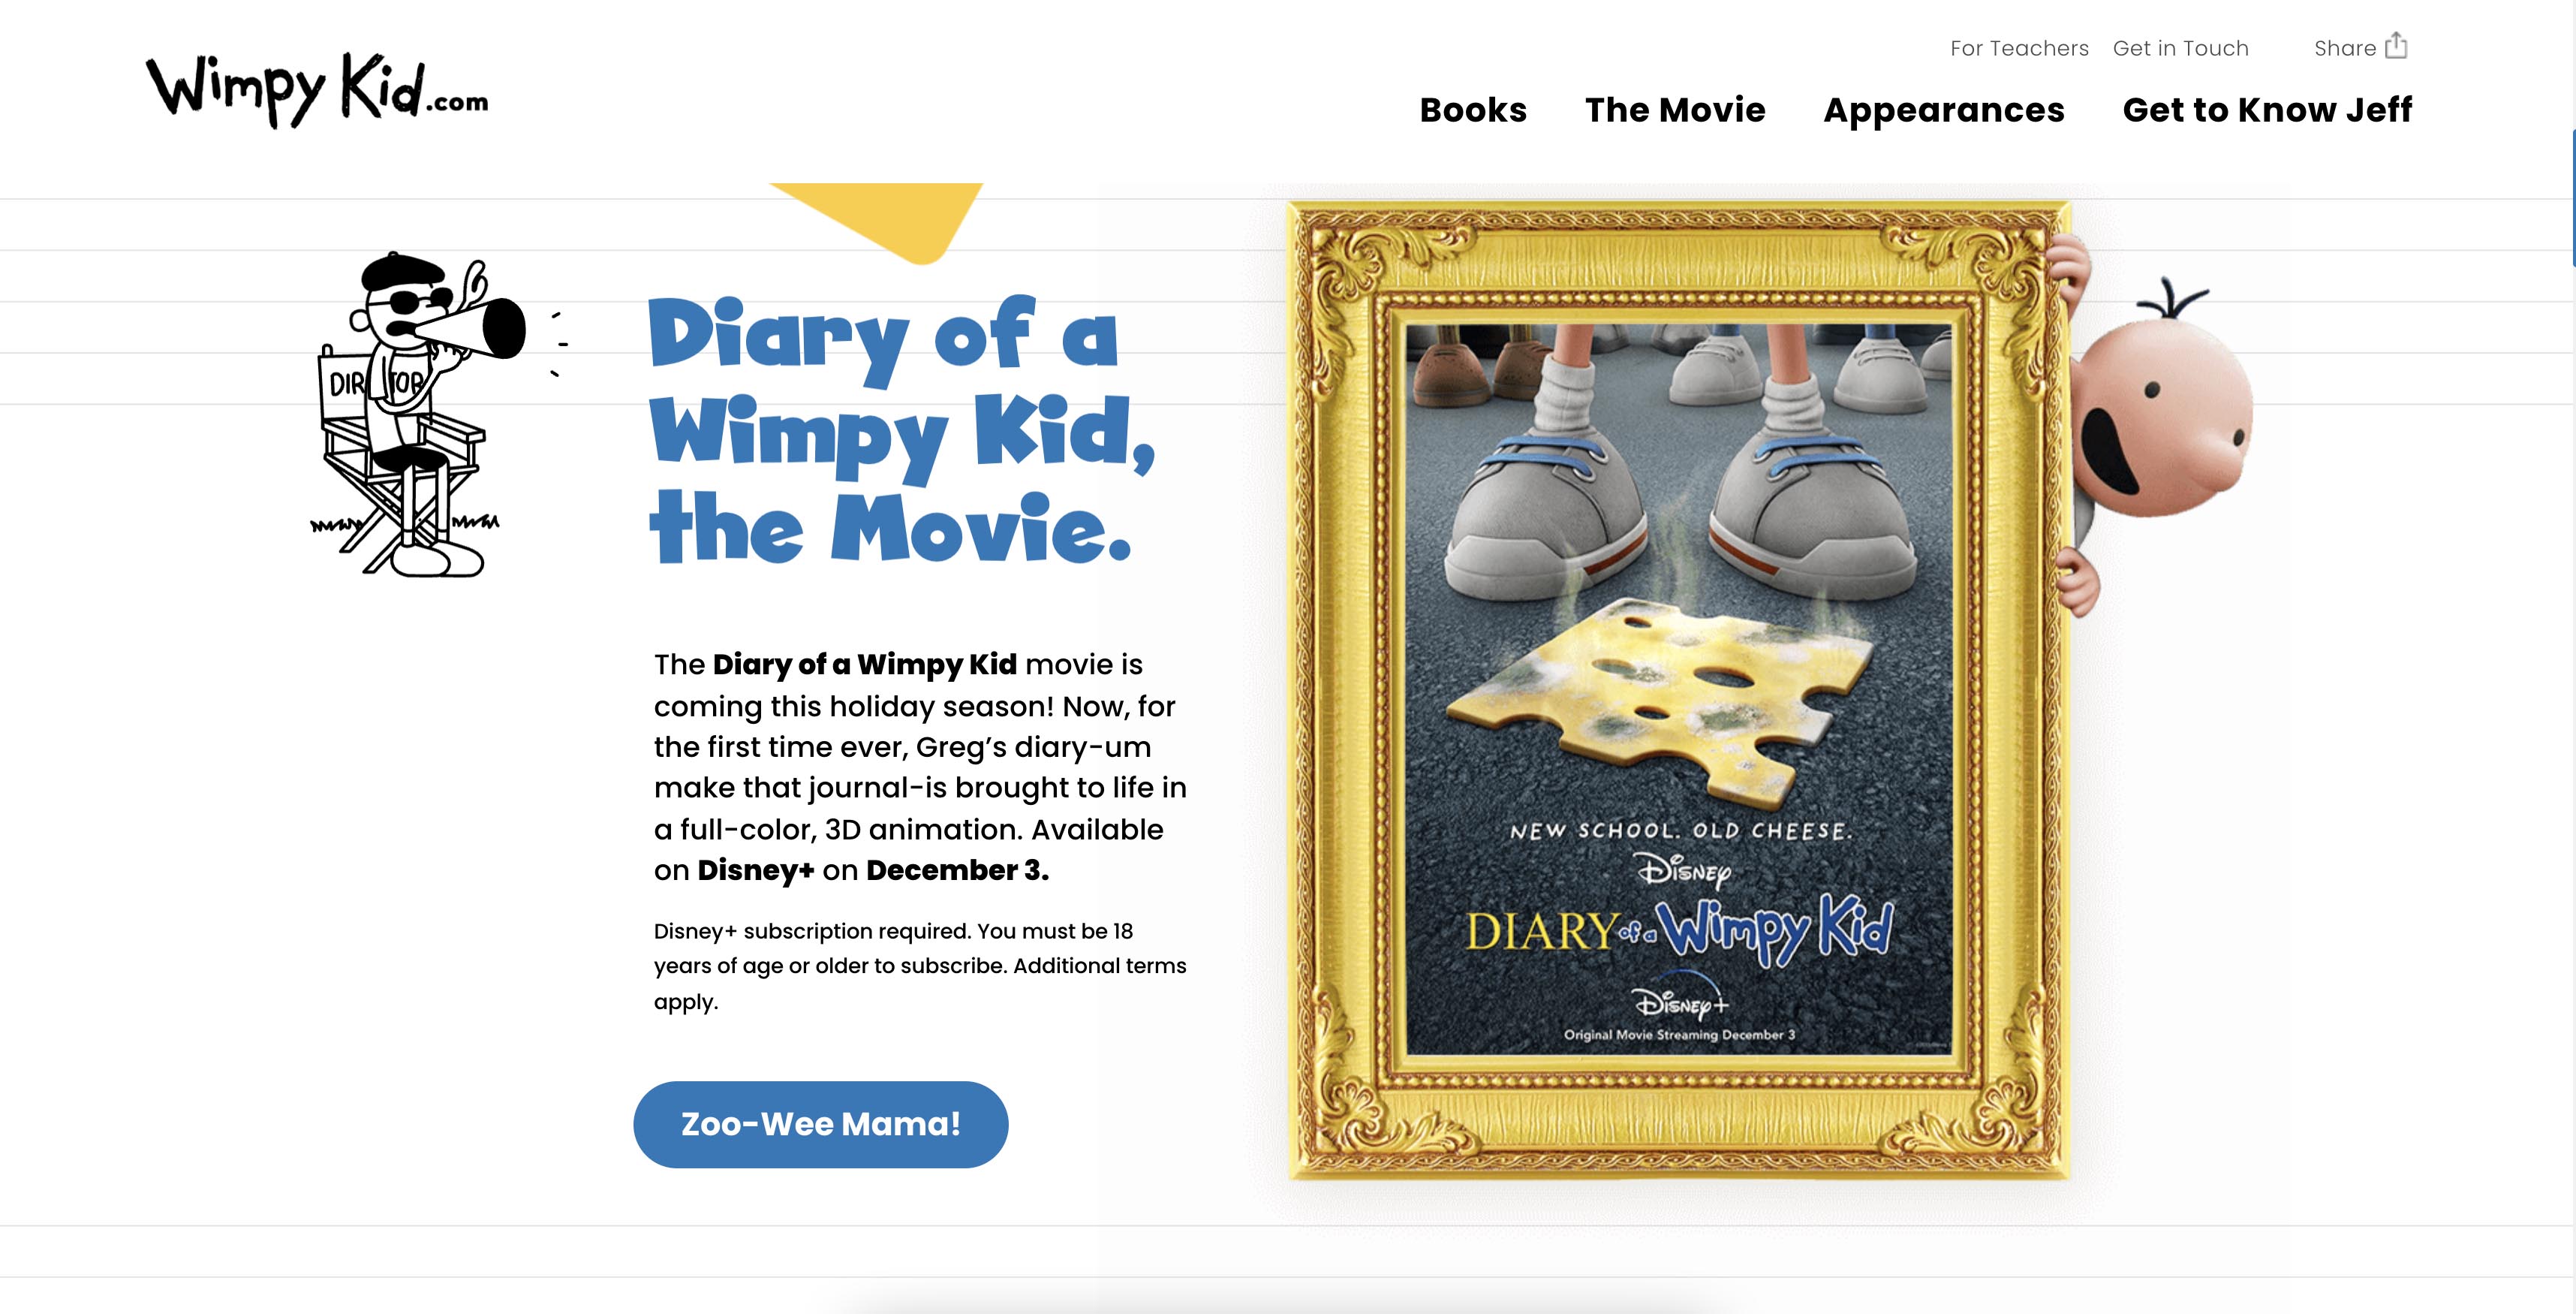 Wimpy Kid.com
For Teachers Get in Touch Share
Books The Movie Appearances Get to Know Jeff
DIR TOR
Diary of a
Wimpy Kid,
the Movie.
The Diary of a Wimpy Kid movie is
coming this holiday season! Now, for
the first time ever, Greg’s diary-um
make that journal-is brought to life in
a full-color, 3D animation. Available
on Disney+ on December 3.
Disney+ subscription required. You must be 18
years of age or older to subscribe. Additional terms
apply.
Zoo-Wee Mama!
NEW SCHOOL. OLD CHEESE.
Disney
DIARY of a Wimpy Kid
Disney+
Original Movie Streaming December 3